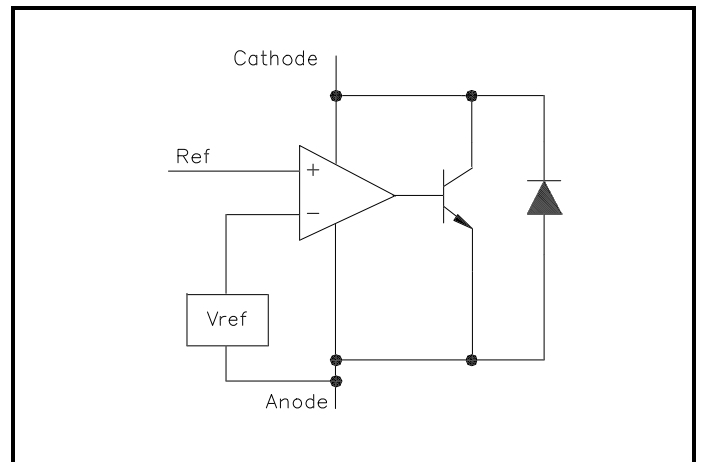 Cathode
Ref
+
−
Vref
Anode